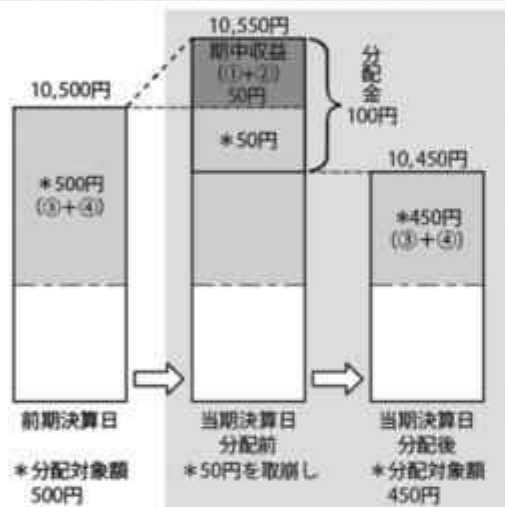 10,550円
期中収益
(①+②)
50円
*50円
分配金
100円
10,500円
*500円
(③+④)
10,450円
*450円
(③+④)
前期決算日
*分配対象額
500円
当期決算日
分配前
*50円を取崩し
当期決算日
分配後
*分配対象額
450円